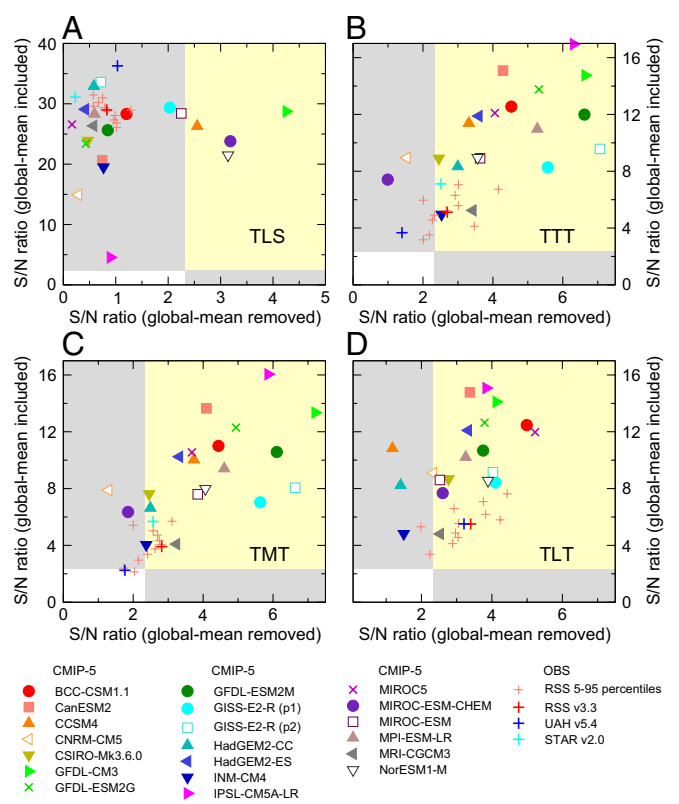 A
B
40
30
20
10
0
S/N ratio (global-mean included)
TLS
0 1 2 3 4 5
S/N ratio (global-mean removed)
16
12
8
4
0
S/N ratio (global-mean included)
TTT
0 2 4 6
S/N ratio (global-mean removed)
C
D
16
12
8
4
0
S/N ratio (global-mean included)
TMT
0 2 4 6
S/N ratio (global-mean removed)
16
12
8
4
0
S/N ratio (global-mean included)
TLT
0 2 4 6
S/N ratio (global-mean removed)
CMIP-5
BCC-CSM1.1
CanESM2
CCSM4
CNRM-CM5
CSIRO-Mk3.6.0
GFDL-CM3
GFDL-ESM2G
CMIP-5
GFDL-ESM2M
GISS-E2-R (p1)
GISS-E2-R (p2)
HadGEM2-CC
HadGEM2-ES
INM-CM4
IPSL-CM5A-LR
CMIP-5
MIROC5
MIROC-ESM-CHEM
MIROC-ESM
MPI-ESM-LR
MRI-CGCM3
NorESM1-M
OBS
RSS 5-95 percentiles
RSS v3.3
UAH v5.4
STAR v2.0